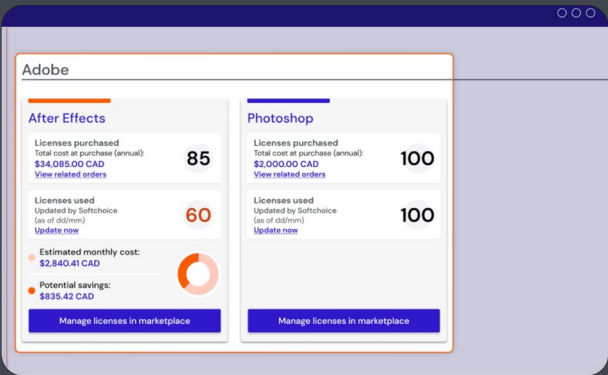 Adobe
After Effects
Licenses purchased
Total cost at purchase (annual):
$34,085.00 CAD
View related orders
85
Licenses used
Updated by Softchoice
(as of dd/mm)
Update now
60
Estimated monthly cost:
$2,840.41 CAD
Potential savings:
$835.42 CAD
Manage licenses in marketplace
Photoshop
Licenses purchased
Total cost at purchase (annual):
$2,000.00 CAD
View related orders
100
Licenses used
Updated by Softchoice
(as of dd/mm)
Update now
100
Manage licenses in marketplace